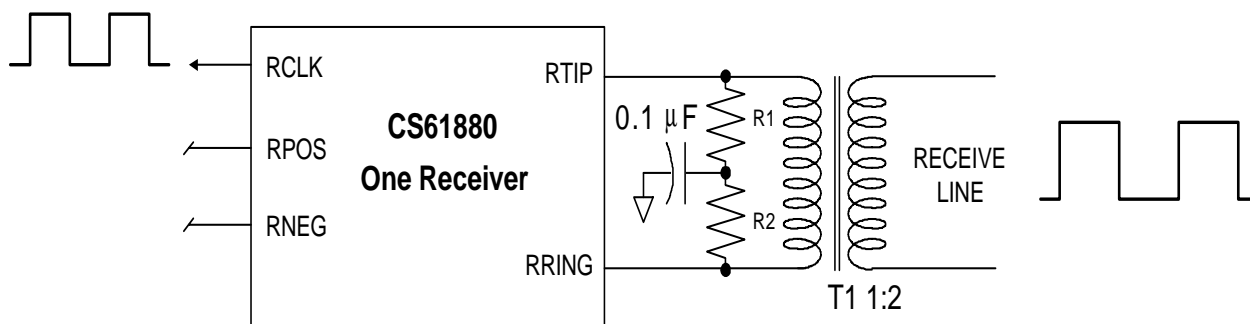 RCLK
RTIP
0.1 μF
R1
CS61880
One Receiver
RPOS
RECEIVE
LINE
RNEG
R2
RRING
T1 1:2